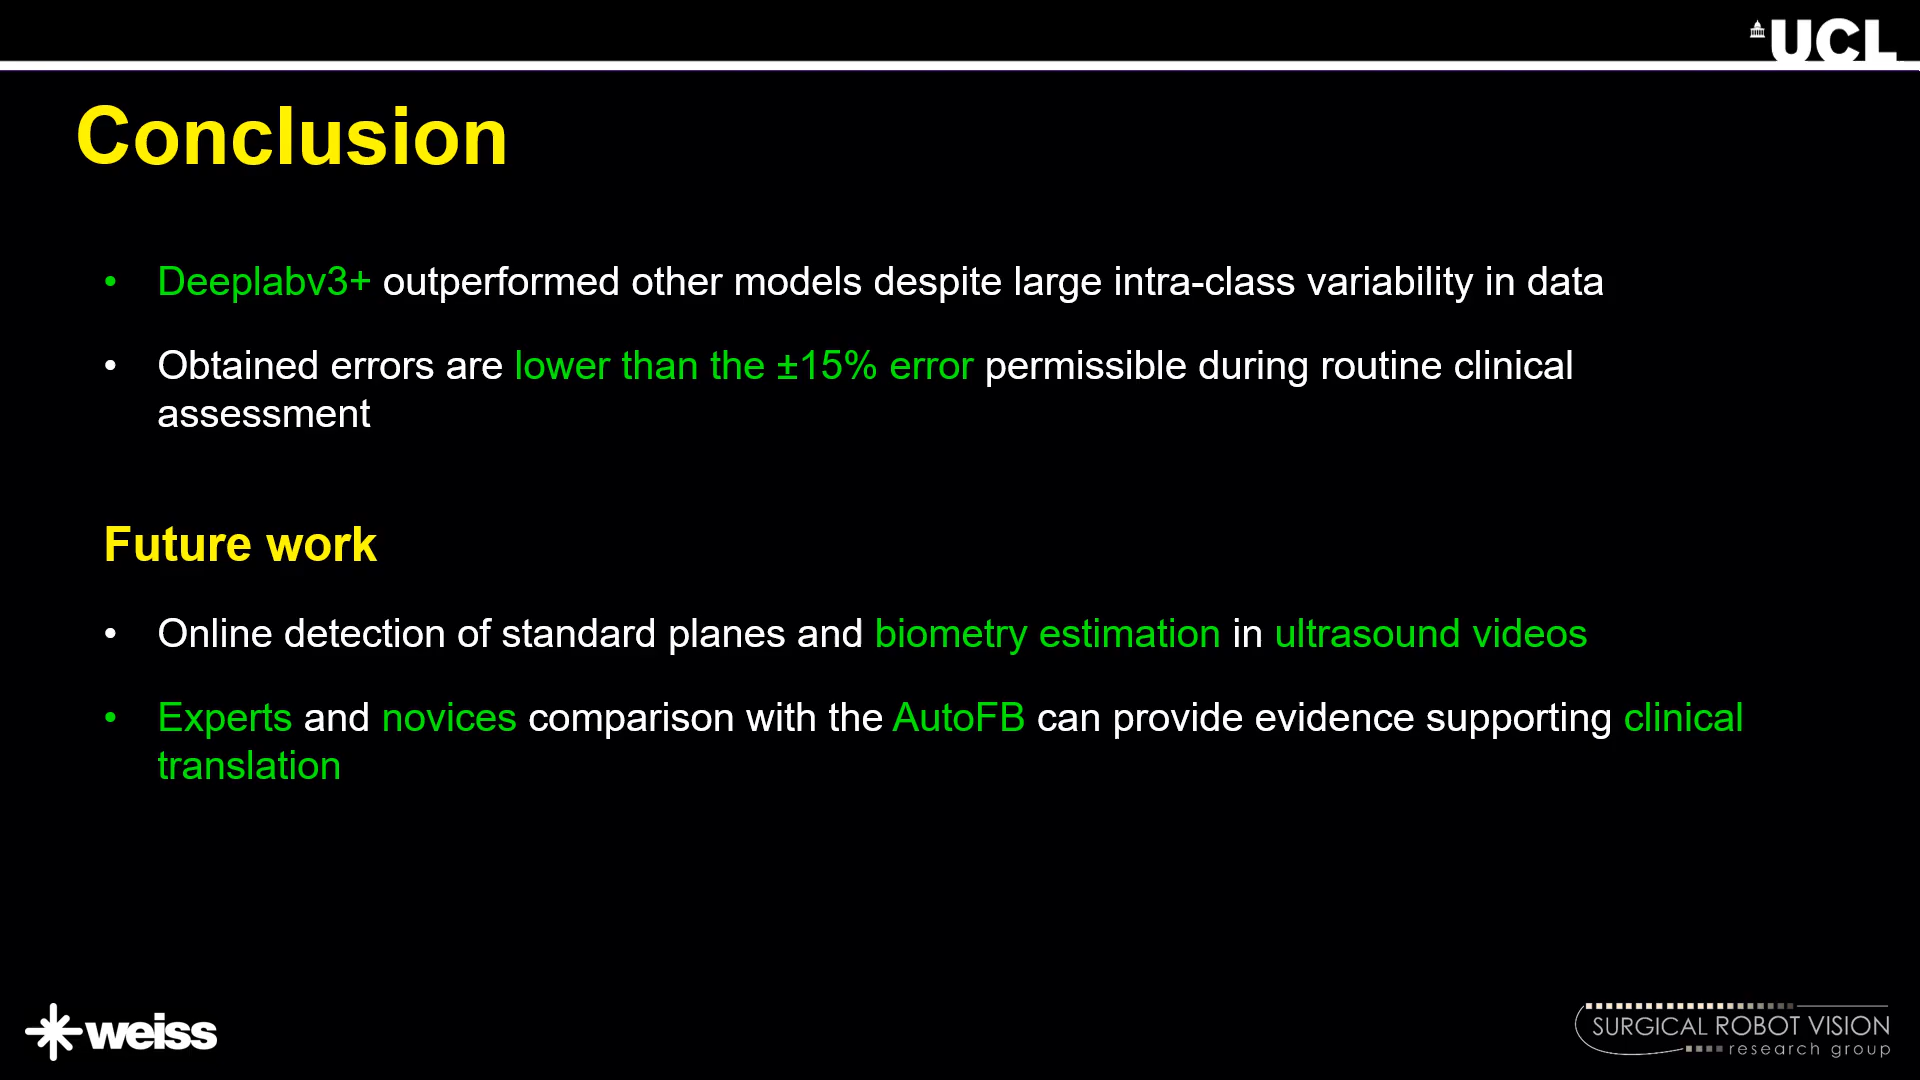 UCL
Conclusion
• Deeplabv3+ outperformed other models despite large intra-class variability in data
• Obtained errors are lower than the ±15% error permissible during routine clinical
assessment
Future work
• Online detection of standard planes and biometry estimation in ultrasound videos
• Experts and novices comparison with the AutoFB can provide evidence supporting clinical
translation
weiss
SURGICAL ROBOT VISION
research group